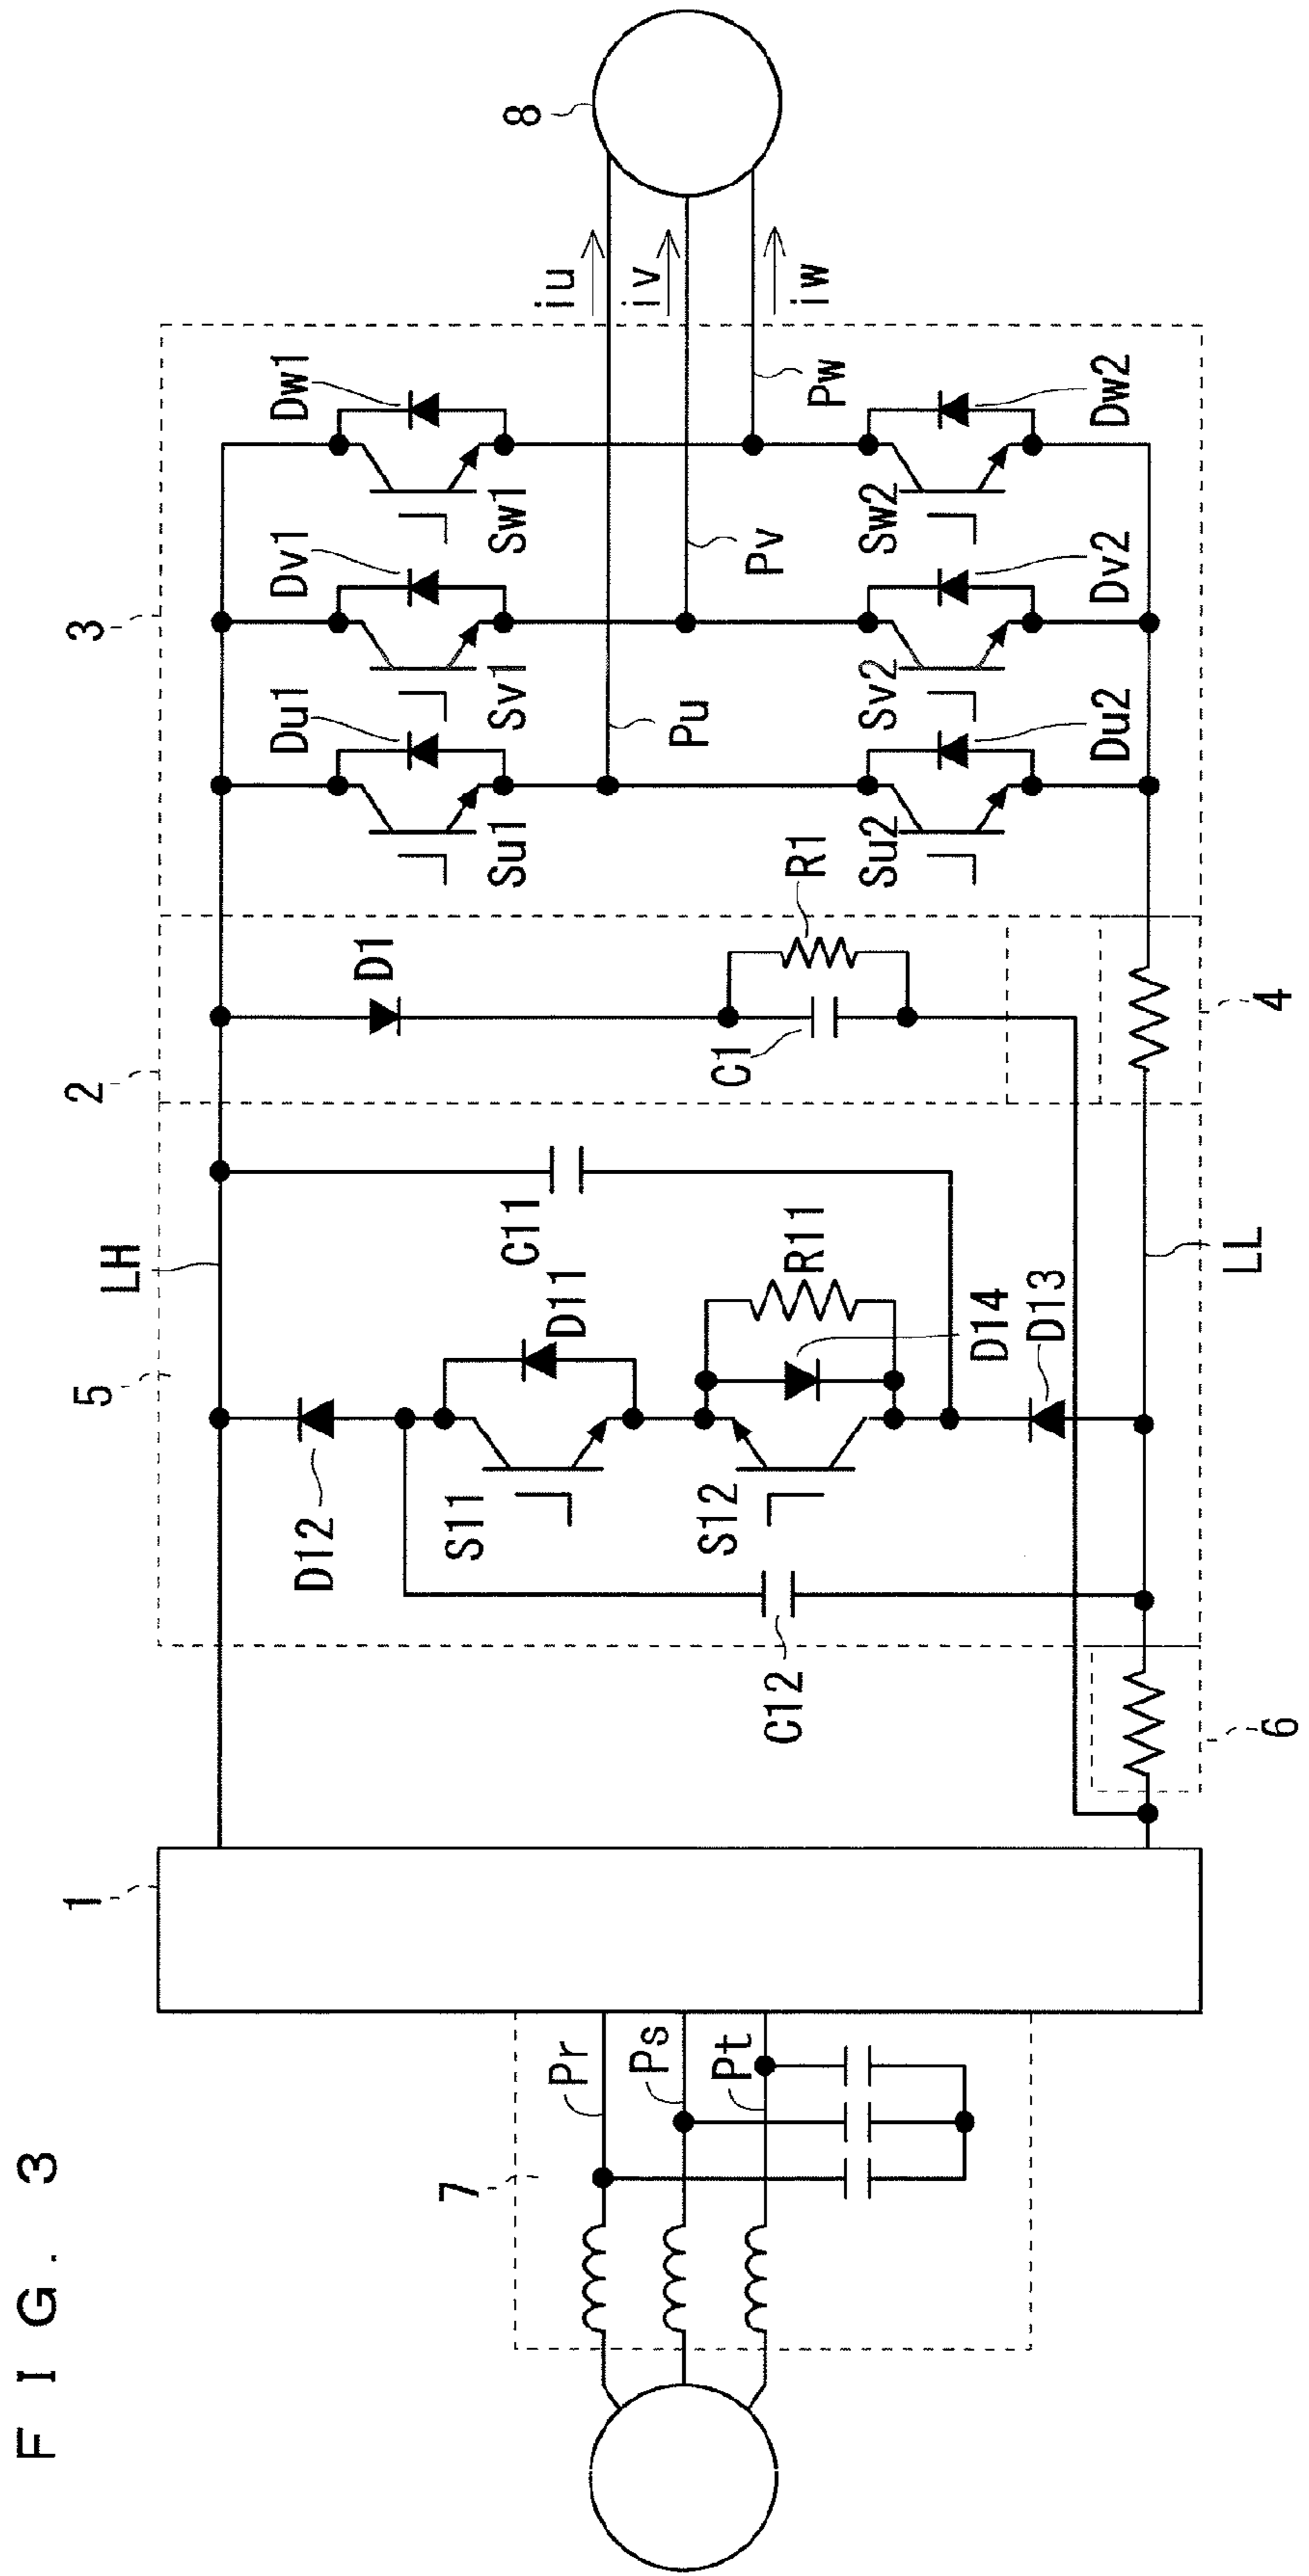 FIG. 3
8
iu
iv
iw
3
Dw1
Dv1
Du1
Sw1
Sv1
Su1
Pw
Pv
Pu
Sw2
Sv2
Su2
Dw2
Dv2
Du2
2
D1
R1
C1
4
5
LH
C11
D11
R11
D14
D13
LL
D12
S11
S12
C12
6
1
7
Pr
Ps
Pt